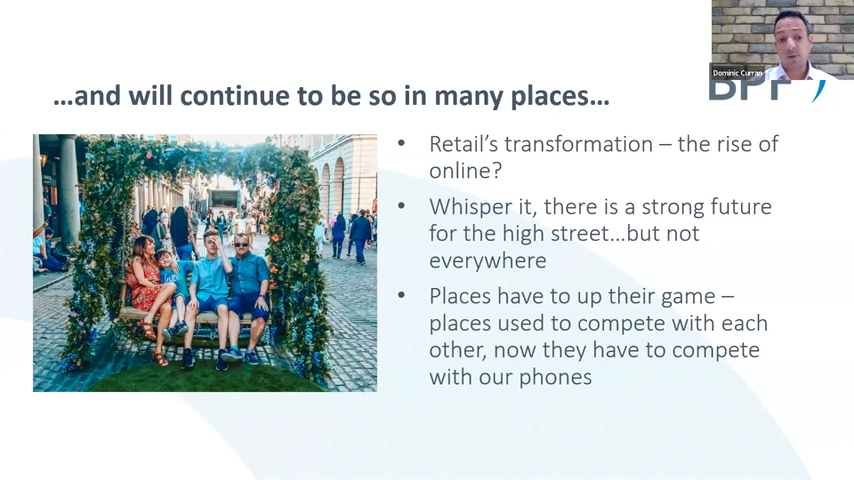 Dominic Curran
BPF
…and will continue to be so in many places…
• Retail’s transformation – the rise of
online?
• Whisper it, there is a strong future
for the high street…but not
everywhere
• Places have to up their game –
places used to compete with each
other, now they have to compete
with our phones